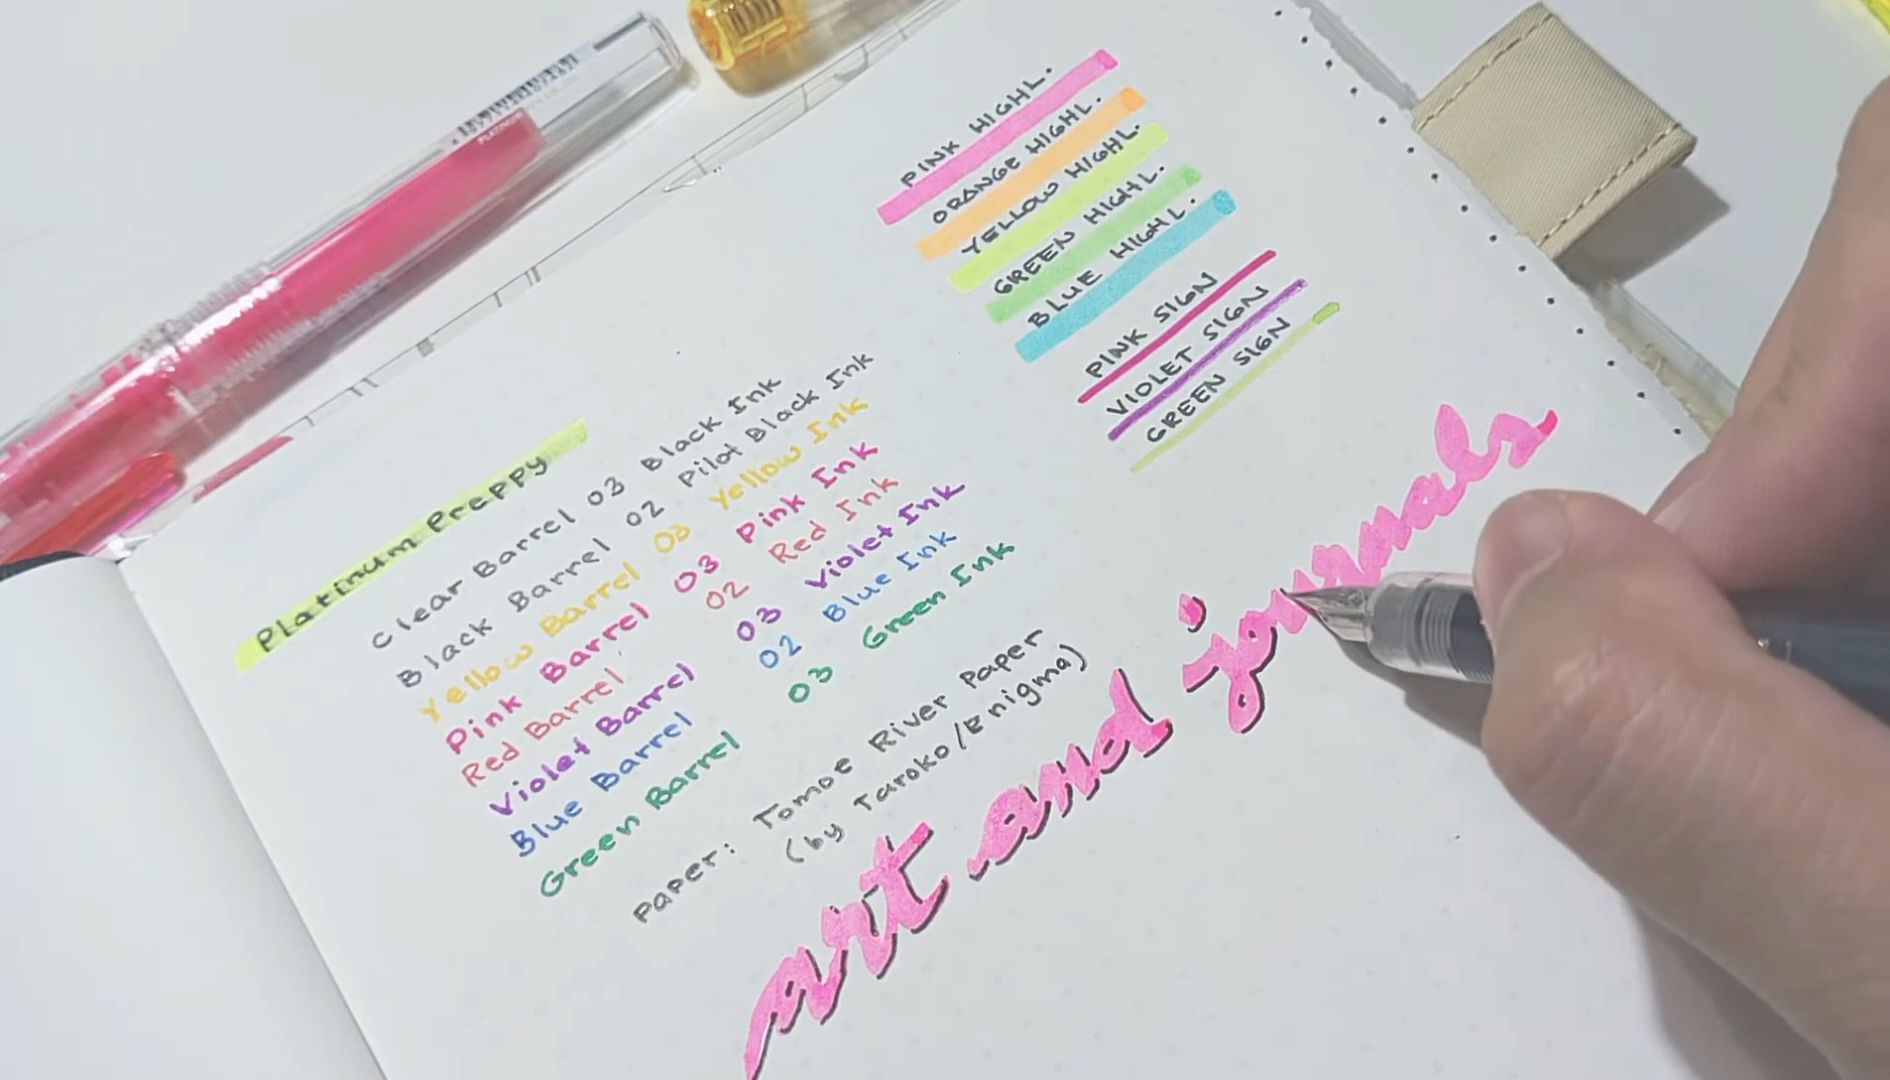 PLATINUM
PINK HIGHL.
ORANGE HIGHL.
YELLOW HIGHL.
GREEN HIGHL.
BLUE HIGHL.
PINK SIGN
VIOLET SIGN
GREEN SIGN
Platinum Preppy
Clear Barrel 03 Black Ink
Black Barrel 02 Pilot Black Ink
Yellow Barrel 03 Yellow Ink
Pink Barrel 03 Pink Ink
Red Barrel 02 Red Ink
Violet Barrel 03 Violet Ink
Blue Barrel 02 Blue Ink
Green Barrel 03 Green Ink
Paper: Tomoe River Paper
(by Taroko/Enigma)
art and journals